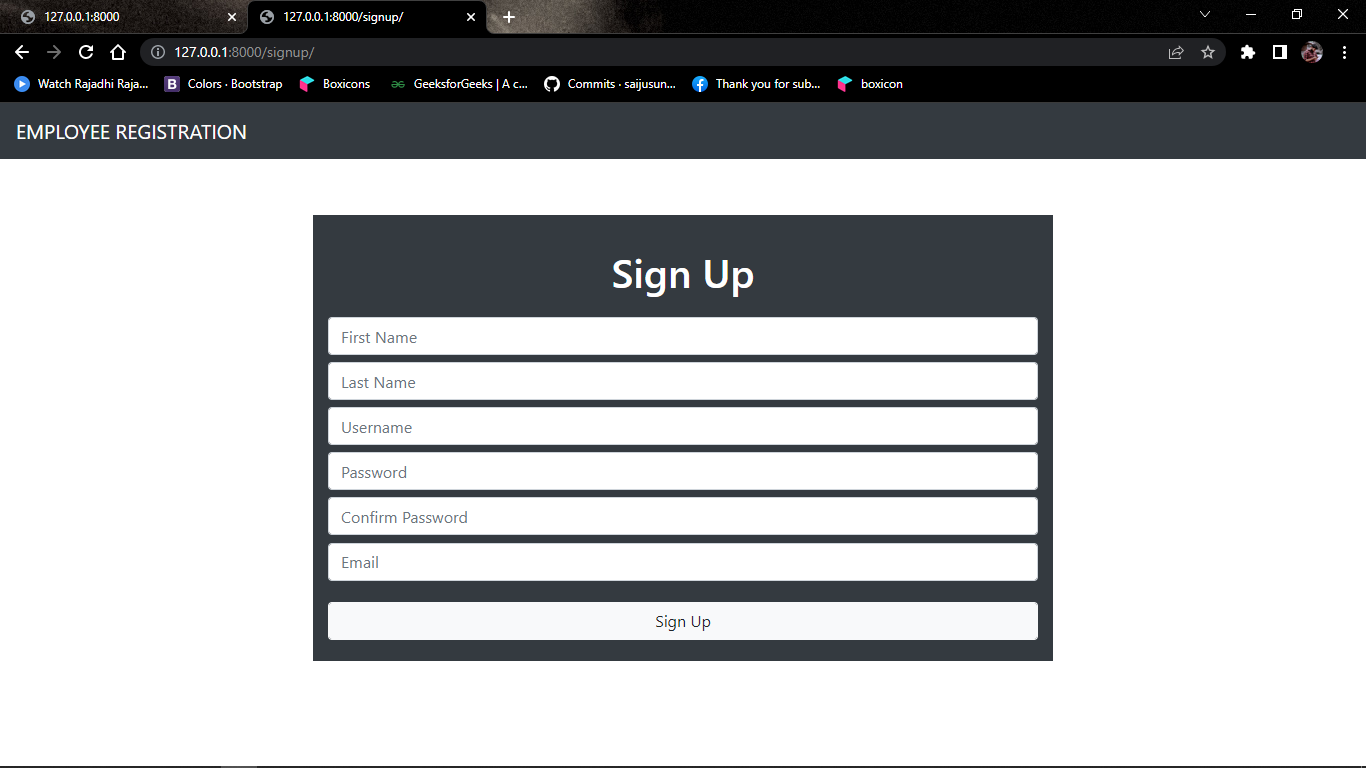 127.0.0.1:8000 127.0.0.1:8000/signup/
127.0.0.1:8000/signup/
Watch Rajadhi Raja... Colors · Bootstrap Boxicons GeeksforGeeks | A c... Commits · saijusun... Thank you for sub... boxicon
EMPLOYEE REGISTRATION
Sign Up
First Name
Last Name
Username
Password
Confirm Password
Email
Sign Up